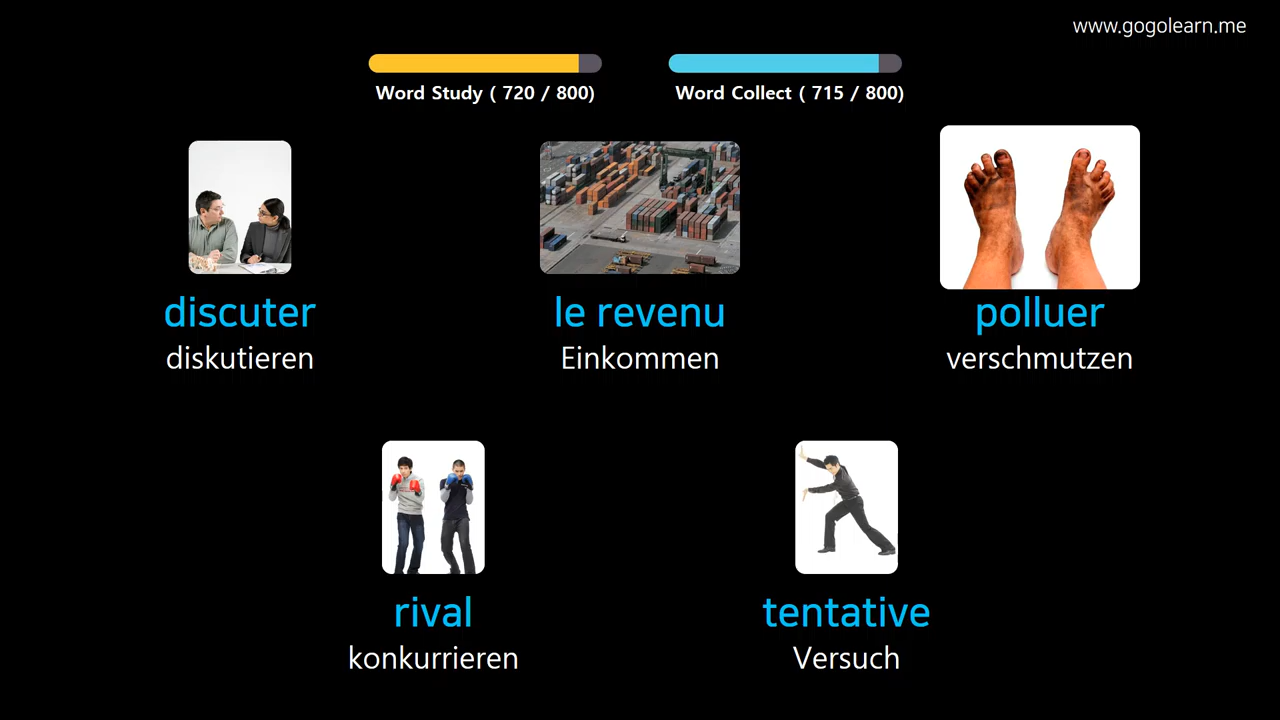 www.gogolearn.me
Word Study ( 720 / 800)
Word Collect ( 715 / 800)
discuter
diskutieren
le revenu
Einkommen
polluer
verschmutzen
rival
konkurrieren
tentative
Versuch